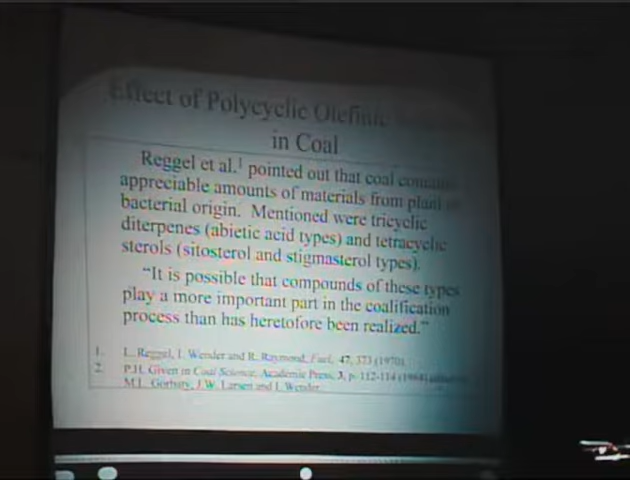 Effect of Polycyclic Olefinic
in Coal
Reggel et al.¹ pointed out that coal contains
appreciable amounts of materials from plant or
bacterial origin. Mentioned were tricyclic
diterpenes (abietic acid types) and tetracyclic
sterols (sitosterol and stigmasterol types).
“It is possible that compounds of these types
play a more important part in the coalification
process than has heretofore been realized.”
1. L. Reggel, I. Wender and R. Raymond, Fuel, 47, 373 (1970).
2. P.H. Given in Coal Science, Academic Press, 3, p. 112-114 (1984)
M.L. Gorbaty, J.W. Larsen and I. Wender